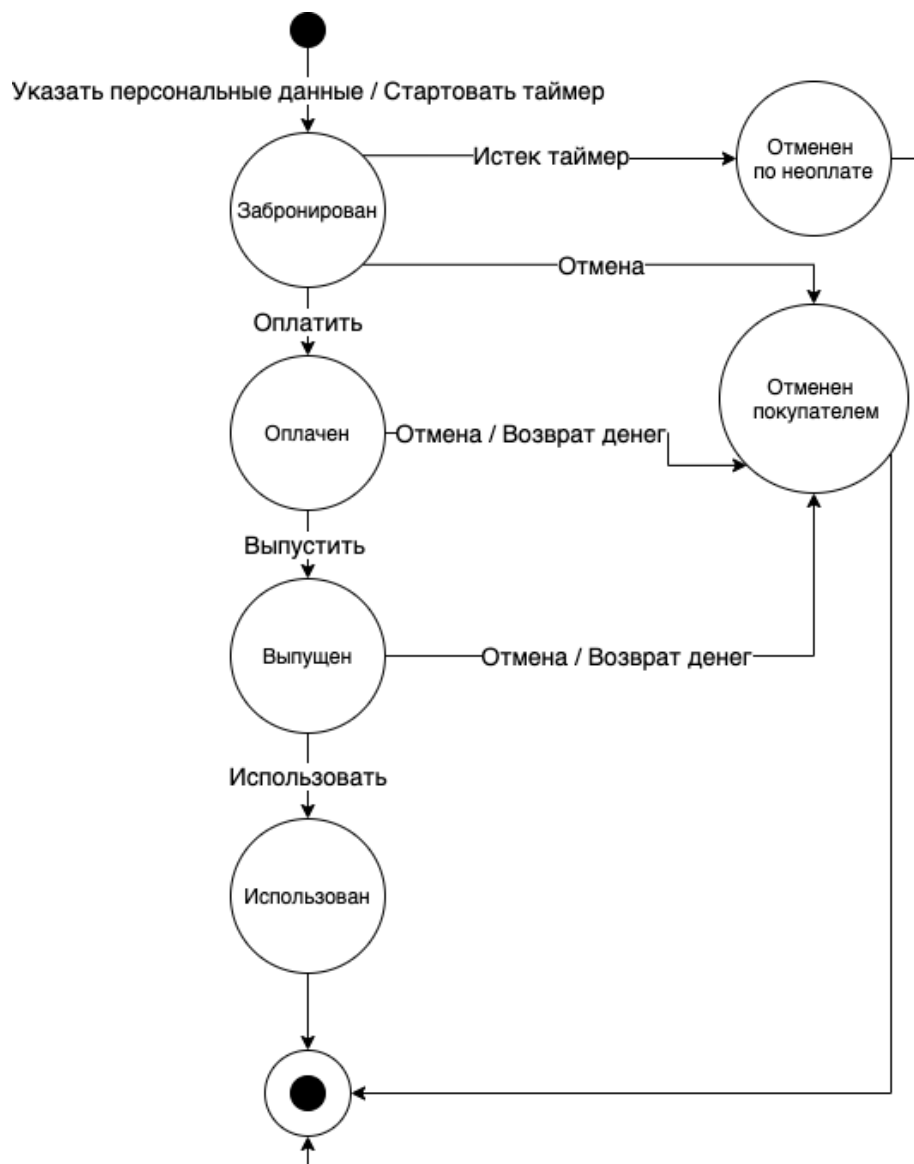 Указать персональные данные / Стартовать таймер
Забронирован
Истек таймер
Отменен
по неоплате
Отмена
Оплатить
Отменен
покупателем
Оплачен
Отмена / Возврат денег
Выпустить
Выпущен
Отмена / Возврат денег
Использовать
Использован